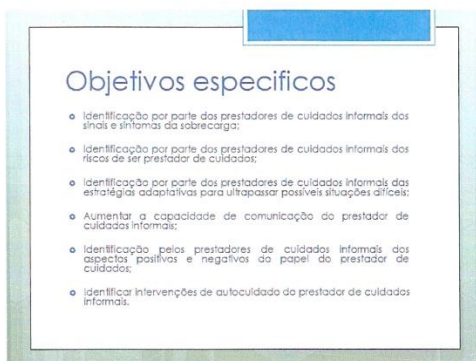 Objetivos especificos
Identificação por parte dos prestadores de cuidados informais dos
sinais e sintomas da sobrecarga;
Identificação por parte dos prestadores de cuidados informais dos
riscos de ser prestador de cuidados;
Identificação por parte dos prestadores de cuidados informais das
estratégias adaptativas para ultrapassar possíveis situações difíceis;
Aumentar a capacidade de comunicação do prestador de
cuidados informais;
Identificação pelos prestadores de cuidados informais dos
aspetos positivos e negativos do papel do prestador de
cuidados;
Identificar intervenções de autocuidado do prestador de cuidados
informais.